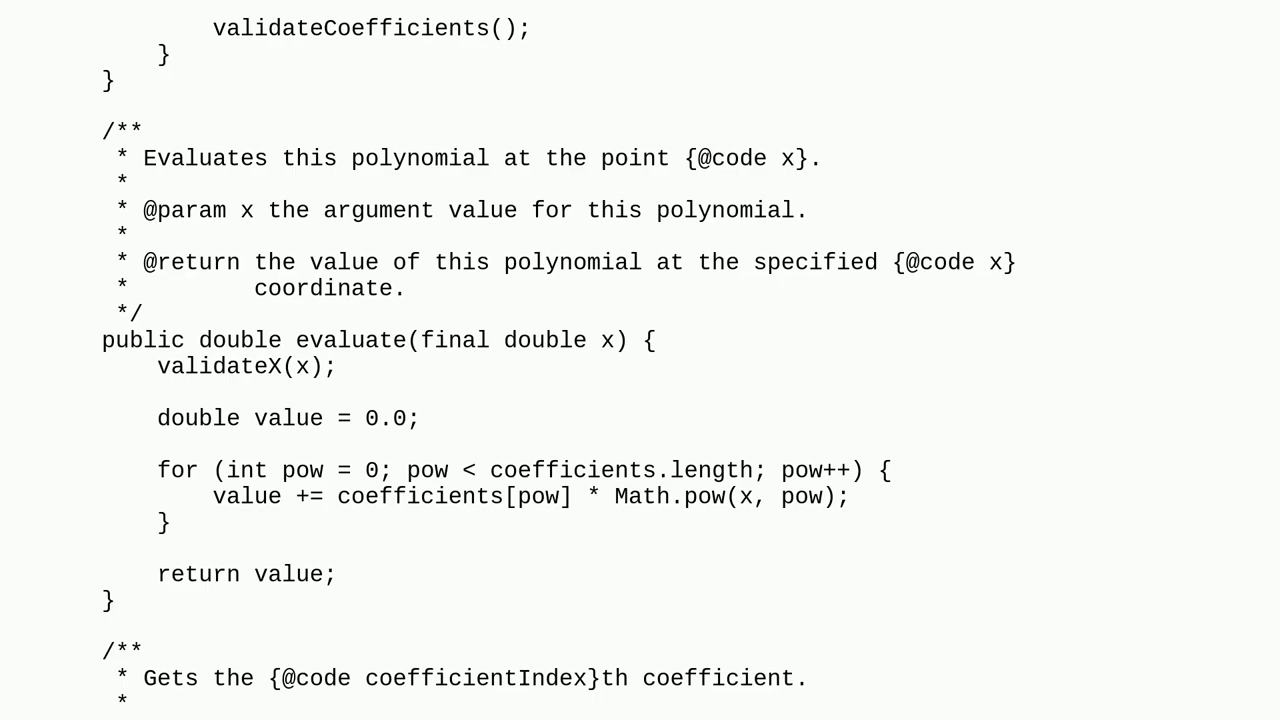 validateCoefficients();
    }
}

/**
 * Evaluates this polynomial at the point {@code x}.
 *
 * @param x the argument value for this polynomial.
 *
 * @return the value of this polynomial at the specified {@code x}
 *         coordinate.
 */
public double evaluate(final double x) {
    validateX(x);

    double value = 0.0;

    for (int pow = 0; pow < coefficients.length; pow++) {
        value += coefficients[pow] * Math.pow(x, pow);
    }

    return value;
}

/**
 * Gets the {@code coefficientIndex}th coefficient.
 *